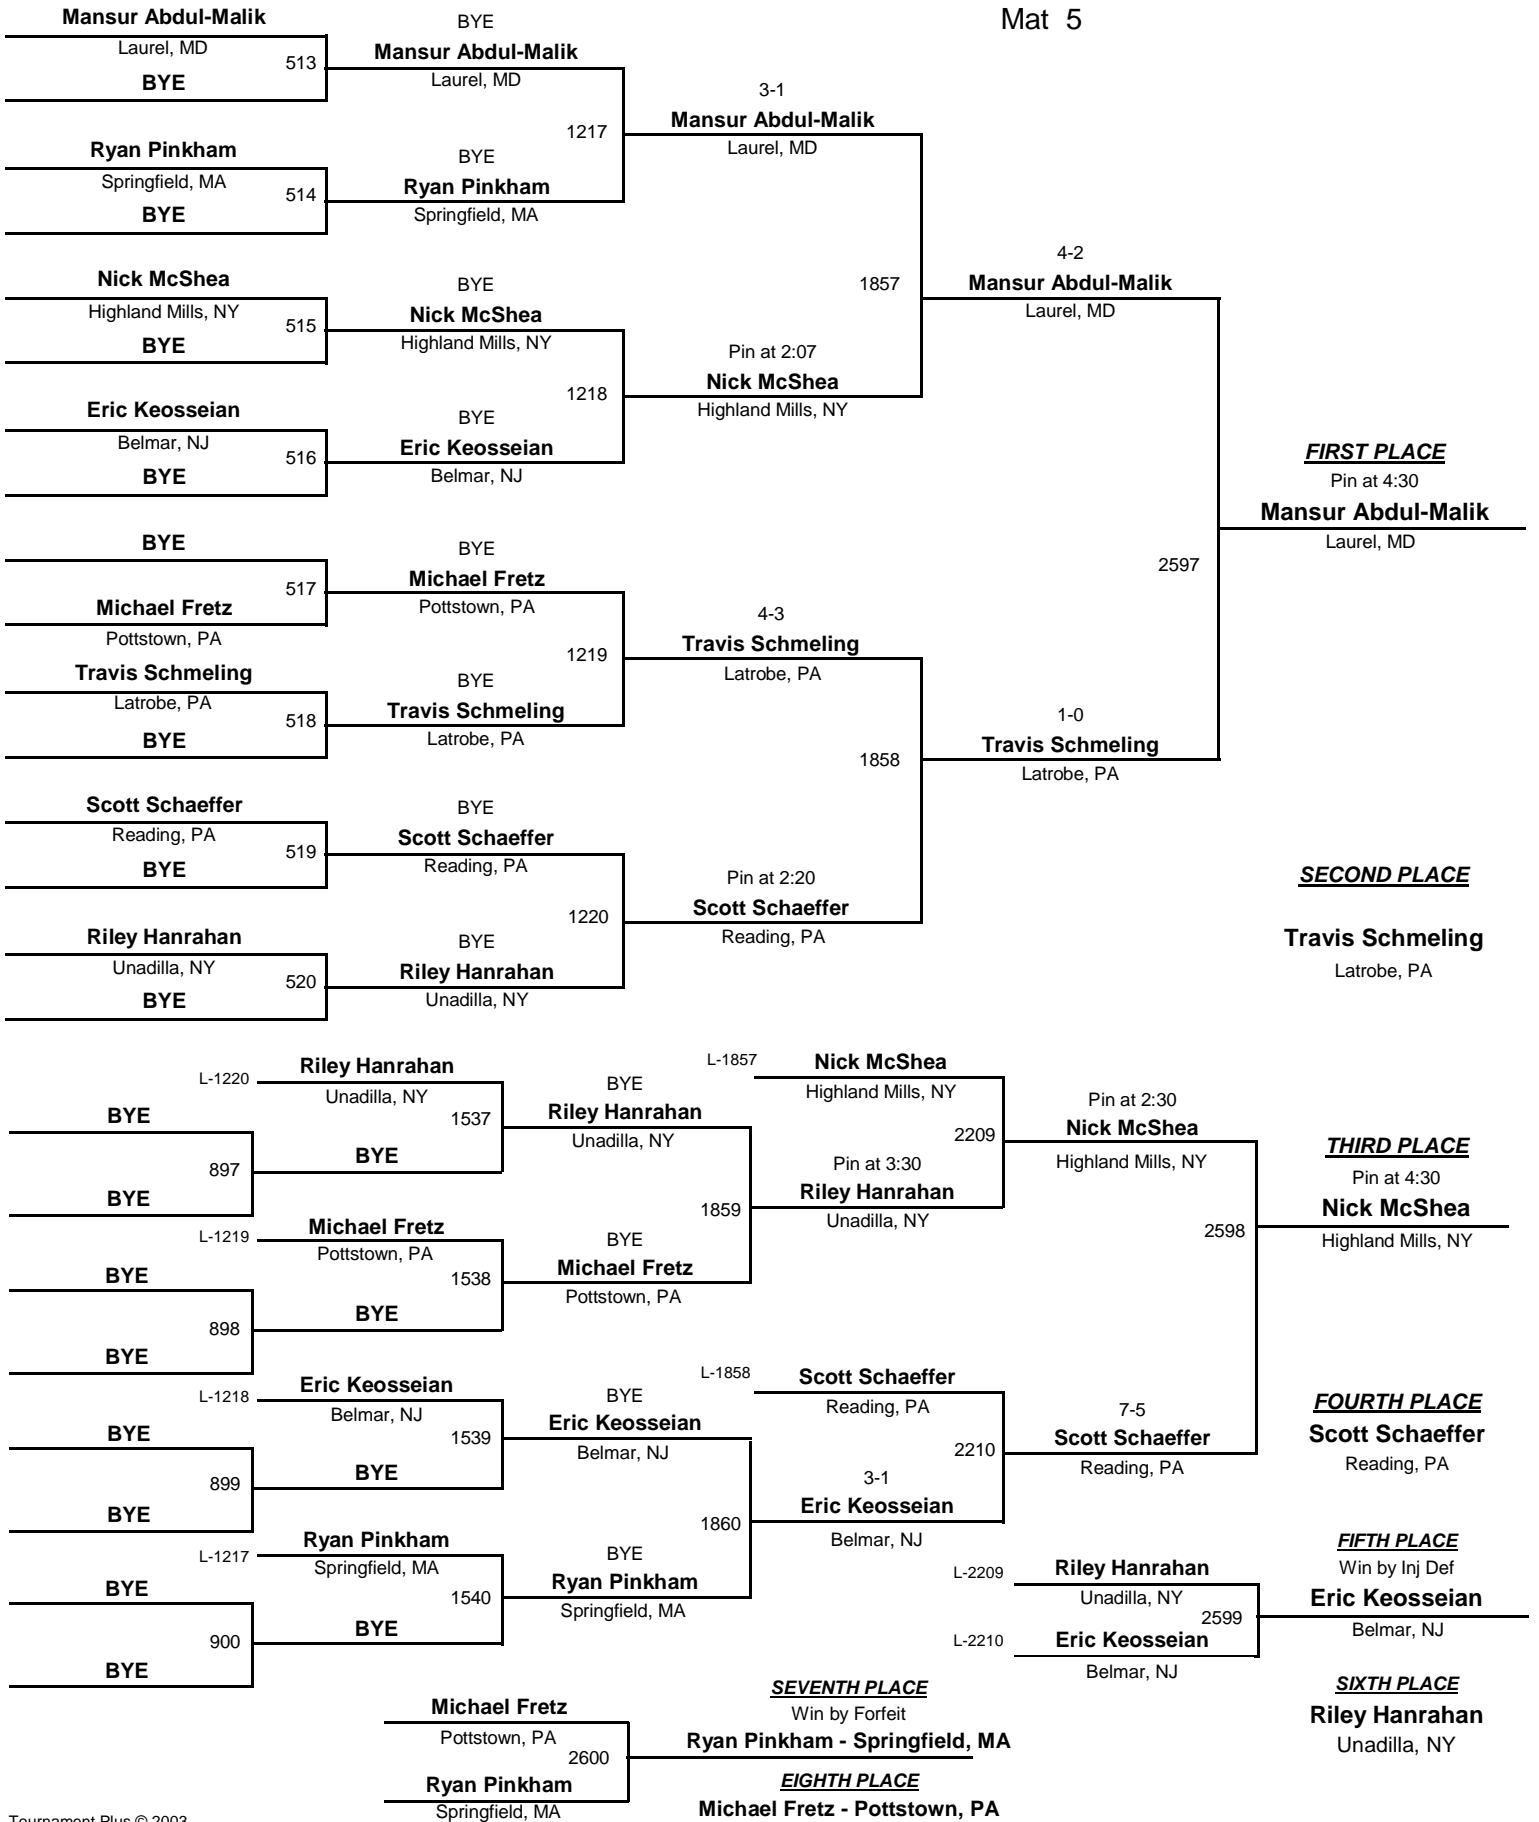 Mat 5
Mansur Abdul-Malik
Laurel, MD
513
BYE
BYE
Mansur Abdul-Malik
Laurel, MD
1217
Ryan Pinkham
Springfield, MA
514
BYE
BYE
Ryan Pinkham
Springfield, MA
3-1
Mansur Abdul-Malik
Laurel, MD
1857
Nick McShea
Highland Mills, NY
515
BYE
BYE
Nick McShea
Highland Mills, NY
1218
Eric Keosseian
Belmar, NJ
516
BYE
BYE
Eric Keosseian
Belmar, NJ
Pin at 2:07
Nick McShea
Highland Mills, NY
4-2
Mansur Abdul-Malik
Laurel, MD
2597
BYE
517
Michael Fretz
Pottstown, PA
BYE
Michael Fretz
Pottstown, PA
1219
Travis Schmeling
Latrobe, PA
518
BYE
BYE
Travis Schmeling
Latrobe, PA
4-3
Travis Schmeling
Latrobe, PA
1858
Scott Schaeffer
Reading, PA
519
BYE
BYE
Scott Schaeffer
Reading, PA
1220
Riley Hanrahan
Unadilla, NY
520
BYE
BYE
Riley Hanrahan
Unadilla, NY
Pin at 2:20
Scott Schaeffer
Reading, PA
1-0
Travis Schmeling
Latrobe, PA
FIRST PLACE
Pin at 4:30
Mansur Abdul-Malik
Laurel, MD
SECOND PLACE
Travis Schmeling
Latrobe, PA
L-1220
Riley Hanrahan
Unadilla, NY
1537
BYE
897
BYE
BYE
BYE
Riley Hanrahan
Unadilla, NY
1859
L-1219
Michael Fretz
Pottstown, PA
1538
BYE
898
BYE
BYE
BYE
Michael Fretz
Pottstown, PA
L-1857
Nick McShea
Highland Mills, NY
2209
Pin at 3:30
Riley Hanrahan
Unadilla, NY
Pin at 2:30
Nick McShea
Highland Mills, NY
2598
L-1218
Eric Keosseian
Belmar, NJ
1539
BYE
899
BYE
BYE
BYE
Eric Keosseian
Belmar, NJ
1860
L-1217
Ryan Pinkham
Springfield, MA
1540
BYE
900
BYE
BYE
BYE
Ryan Pinkham
Springfield, MA
L-1858
Scott Schaeffer
Reading, PA
2210
3-1
Eric Keosseian
Belmar, NJ
7-5
Scott Schaeffer
Reading, PA
THIRD PLACE
Pin at 4:30
Nick McShea
Highland Mills, NY
FOURTH PLACE
Scott Schaeffer
Reading, PA
L-2209
Riley Hanrahan
Unadilla, NY
2599
L-2210
Eric Keosseian
Belmar, NJ
FIFTH PLACE
Win by Inj Def
Eric Keosseian
Belmar, NJ
SIXTH PLACE
Riley Hanrahan
Unadilla, NY
Michael Fretz
Pottstown, PA
2600
Ryan Pinkham
Springfield, MA
SEVENTH PLACE
Win by Forfeit
Ryan Pinkham - Springfield, MA
EIGHTH PLACE
Michael Fretz - Pottstown, PA
Tournament Plus © 2003